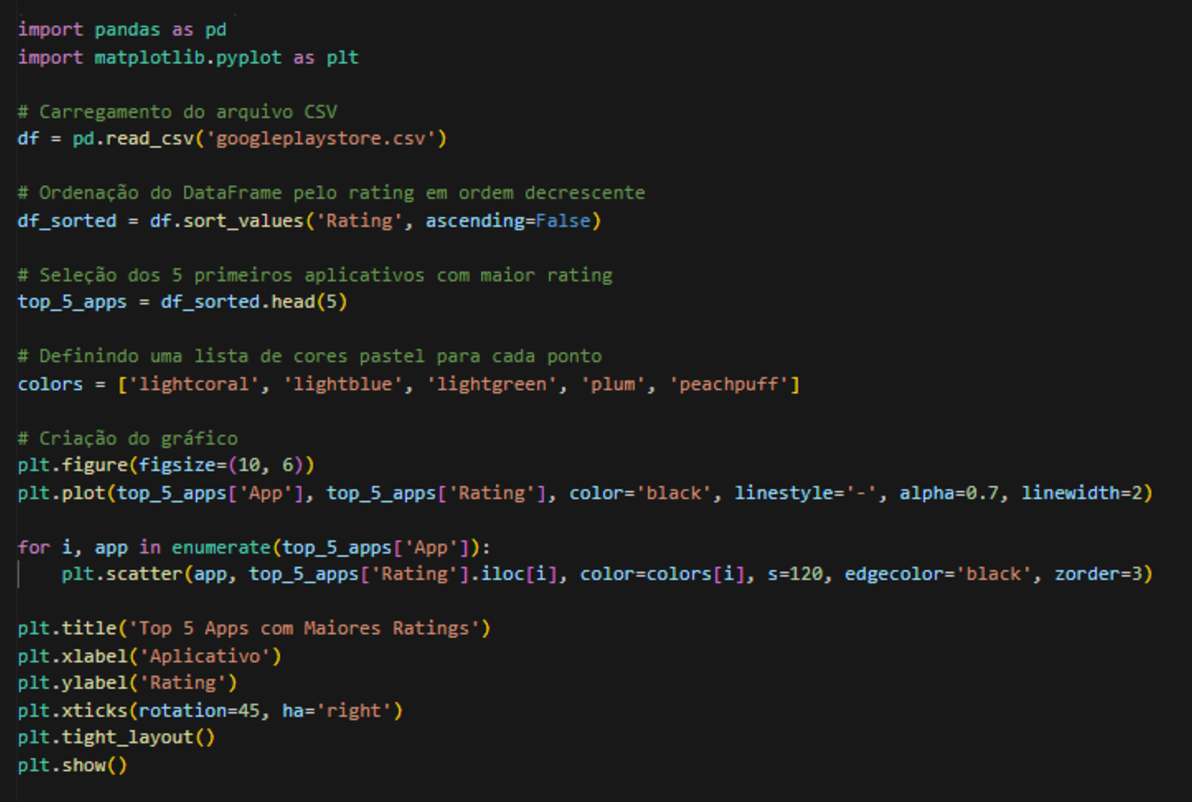 import pandas as pd
import matplotlib.pyplot as plt
# Carregamento do arquivo CSV
df = pd.read_csv('googleplaystore.csv')
# Ordenação do DataFrame pelo rating em ordem decrescente
df_sorted = df.sort_values('Rating', ascending=False)
# Seleção dos 5 primeiros aplicativos com maior rating
top_5_apps = df_sorted.head(5)
# Definindo uma lista de cores pastel para cada ponto
colors = ['lightcoral', 'lightblue', 'lightgreen', 'plum', 'peachpuff']
# Criação do gráfico
plt.figure(figsize=(10, 6))
plt.plot(top_5_apps['App'], top_5_apps['Rating'], color='black', linestyle='-', alpha=0.7, linewidth=2)
for i, app in enumerate(top_5_apps['App']):
    plt.scatter(app, top_5_apps['Rating'].iloc[i], color=colors[i], s=120, edgecolor='black', zorder=3)
plt.title('Top 5 Apps com Maiores Ratings')
plt.xlabel('Aplicativo')
plt.ylabel('Rating')
plt.xticks(rotation=45, ha='right')
plt.tight_layout()
plt.show()